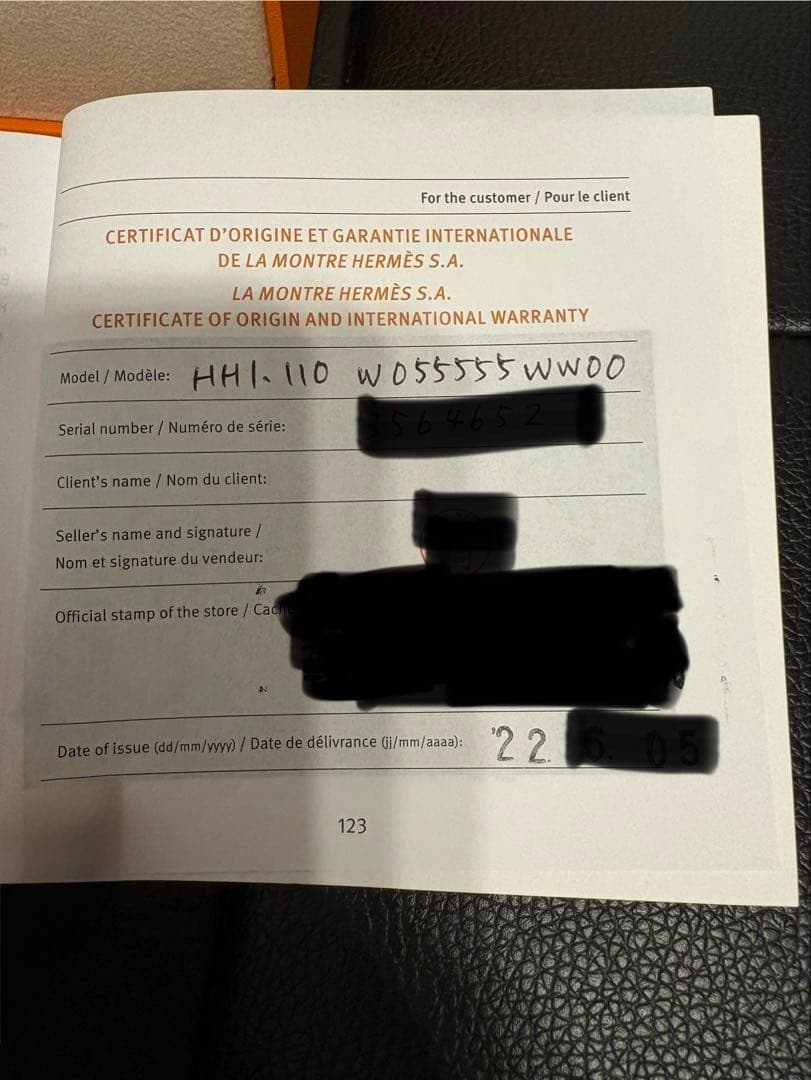 For the customer / Pour le client
CERTIFICAT D'ORIGINE ET GARANTIE INTERNATIONALE
DE LA MONTRE HERMÈS S.A.
LA MONTRE HERMÈS S.A.
CERTIFICATE OF ORIGIN AND INTERNATIONAL WARRANTY
Model / Modèle: HH1.110 W055555WW00
Serial number / Numéro de série:
Client's name / Nom du client:
Seller's name and signature /
Nom et signature du vendeur:
Official stamp of the store /
Date of issue (dd/mm/yyyy) / Date de délivrance (jj/mm/aaaa): '22.
123